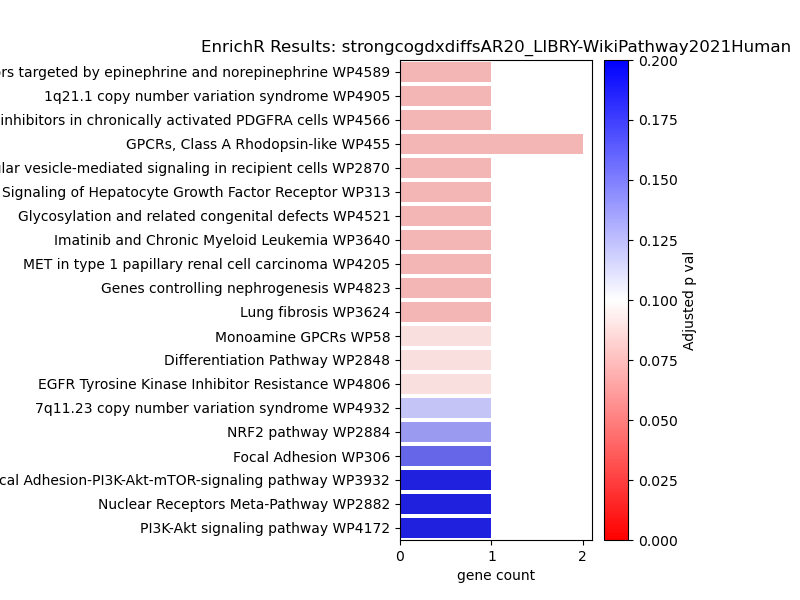 EnrichR Results: strongcogdxdiffsAR20_LIBRY-WikiPathway2021Human
targeted by epinephrine and norepinephrine WP4589
1q21.1 copy number variation syndrome WP4905
inhibitors in chronically activated PDGFRA cells WP4566
GPCRs, Class A Rhodopsin-like WP455
vesicle-mediated signaling in recipient cells WP2870
Signaling of Hepatocyte Growth Factor Receptor WP313
Glycosylation and related congenital defects WP4521
Imatinib and Chronic Myeloid Leukemia WP3640
MET in type 1 papillary renal cell carcinoma WP4205
Genes controlling nephrogenesis WP4823
Lung fibrosis WP3624
Monoamine GPCRs WP58
Differentiation Pathway WP2848
EGFR Tyrosine Kinase Inhibitor Resistance WP4806
7q11.23 copy number variation syndrome WP4932
NRF2 pathway WP2884
Focal Adhesion WP306
Adhesion-PI3K-Akt-mTOR-signaling pathway WP3932
Nuclear Receptors Meta-Pathway WP2882
PI3K-Akt signaling pathway WP4172
0 1 2
gene count
0.200
0.175
0.150
0.125
0.100
0.075
0.050
0.025
0.000
Adjusted p val